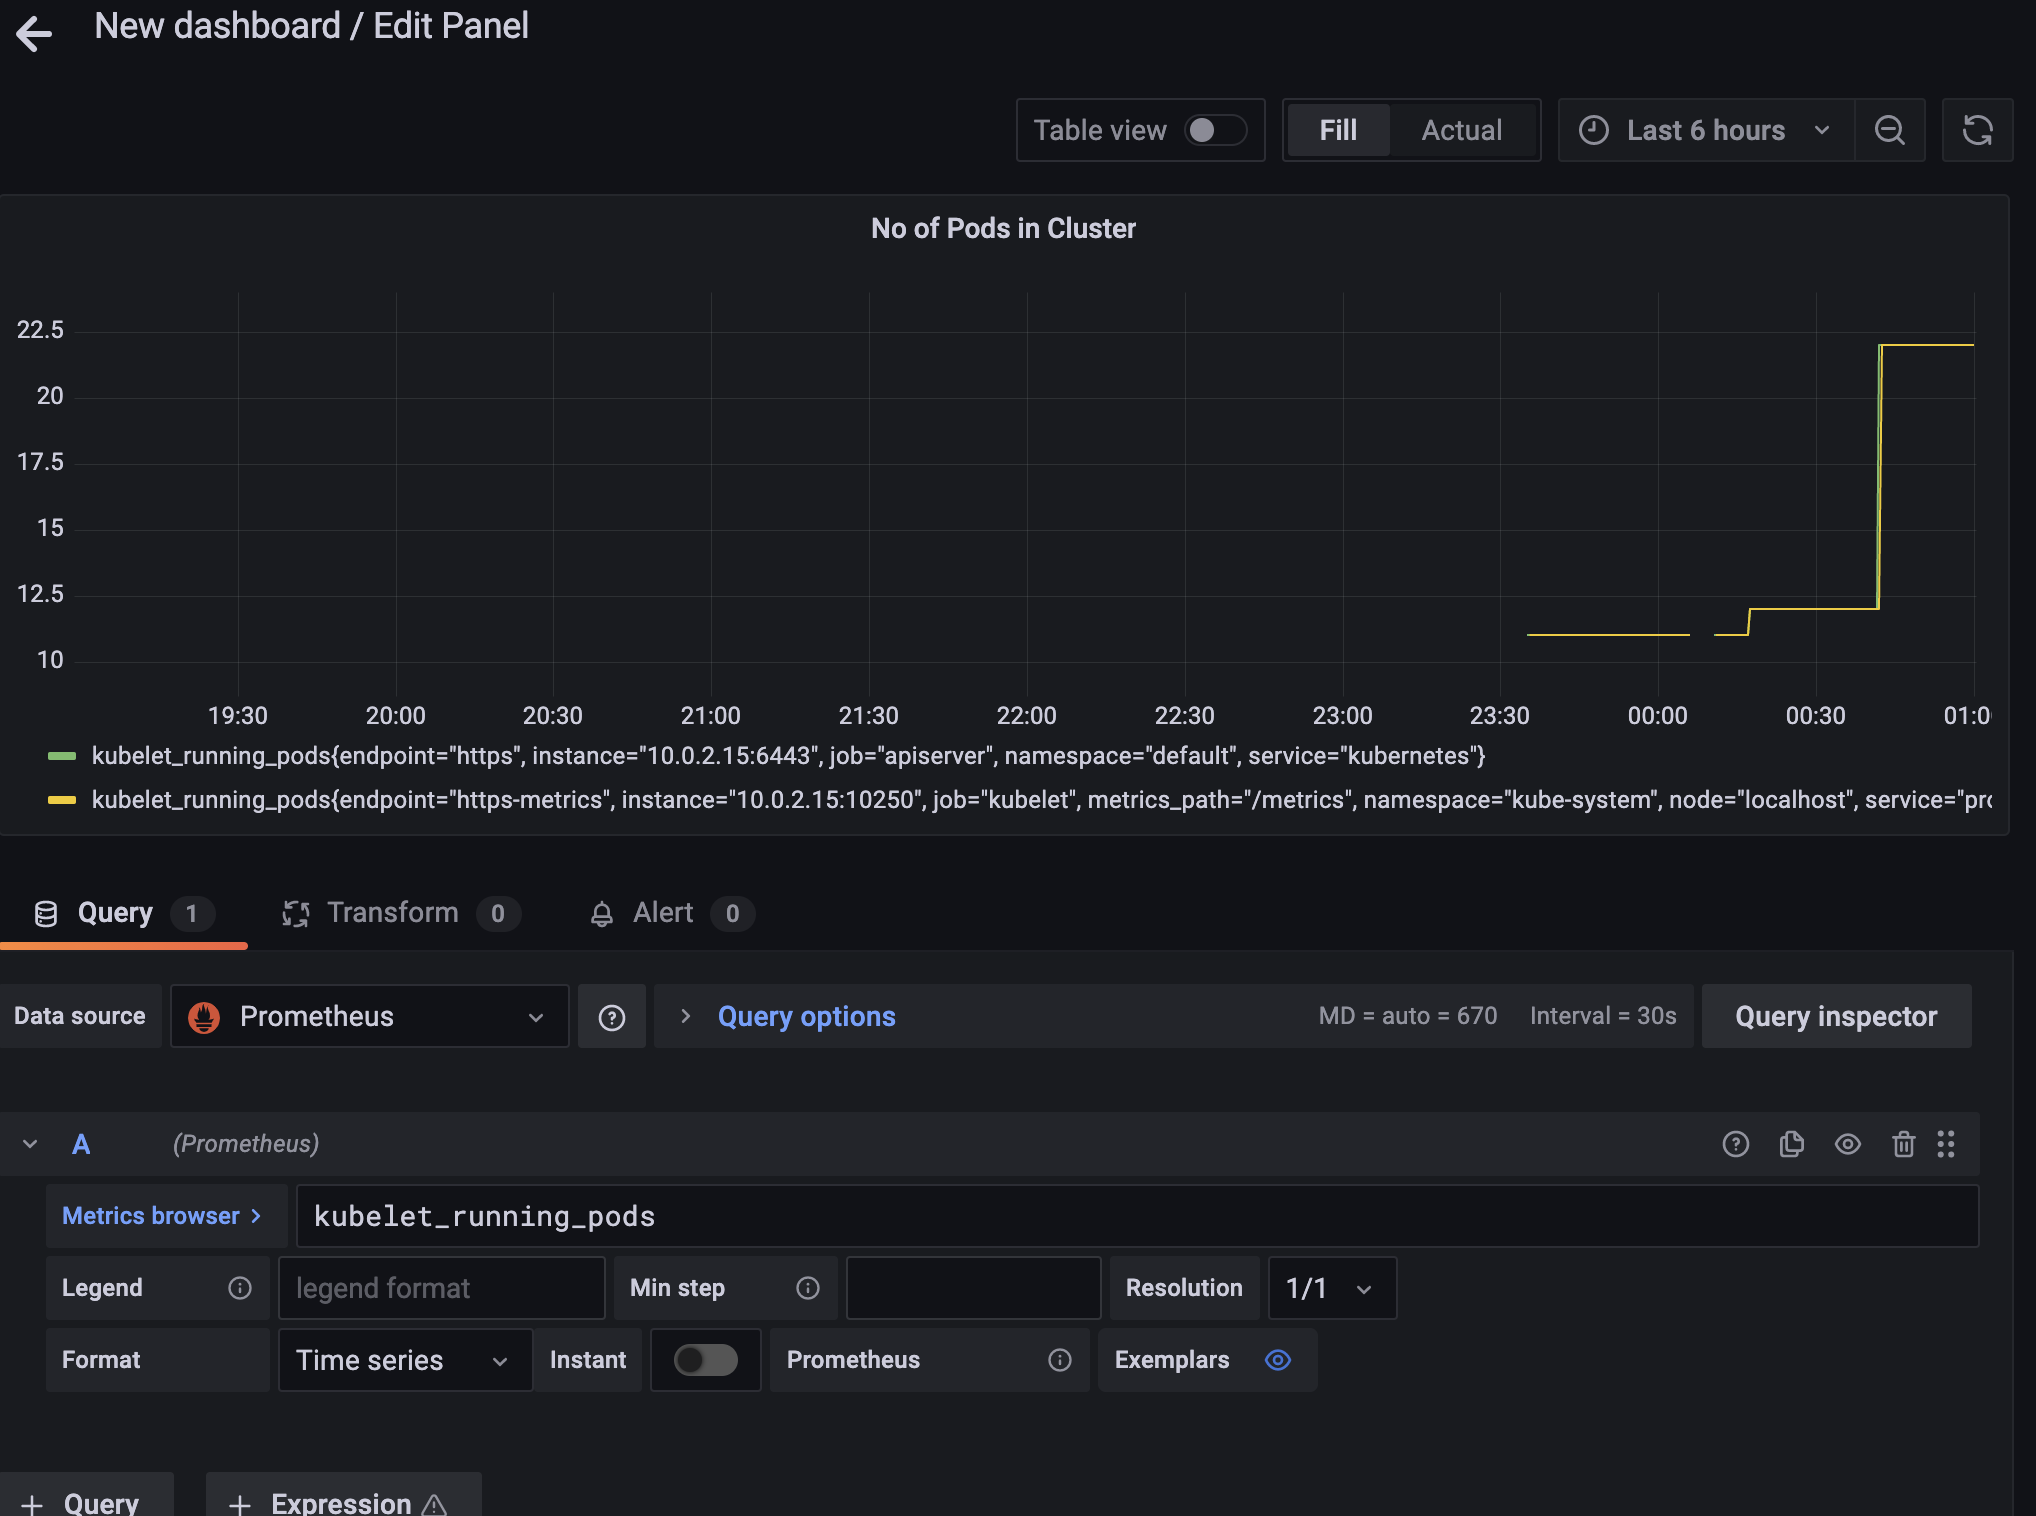 New dashboard / Edit Panel
Table view Fill Actual Last 6 hours
No of Pods in Cluster
22.5
20
17.5
15
12.5
10
19:30 20:00 20:30 21:00 21:30 22:00 22:30 23:00 23:30 00:00 00:30 01:0
kubelet_running_pods{endpoint="https", instance="10.0.2.15:6443", job="apiserver", namespace="default", service="kubernetes"}
kubelet_running_pods{endpoint="https-metrics", instance="10.0.2.15:10250", job="kubelet", metrics_path="/metrics", namespace="kube-system", node="localhost", service="pro
Query 1 Transform 0 Alert 0
Data source Prometheus Query options MD = auto = 670 Interval = 30s Query inspector
A (Prometheus)
Metrics browser > kubelet_running_pods
Legend legend format Min step Resolution 1/1
Format Time series Instant Prometheus Exemplars
+ Query + Expression